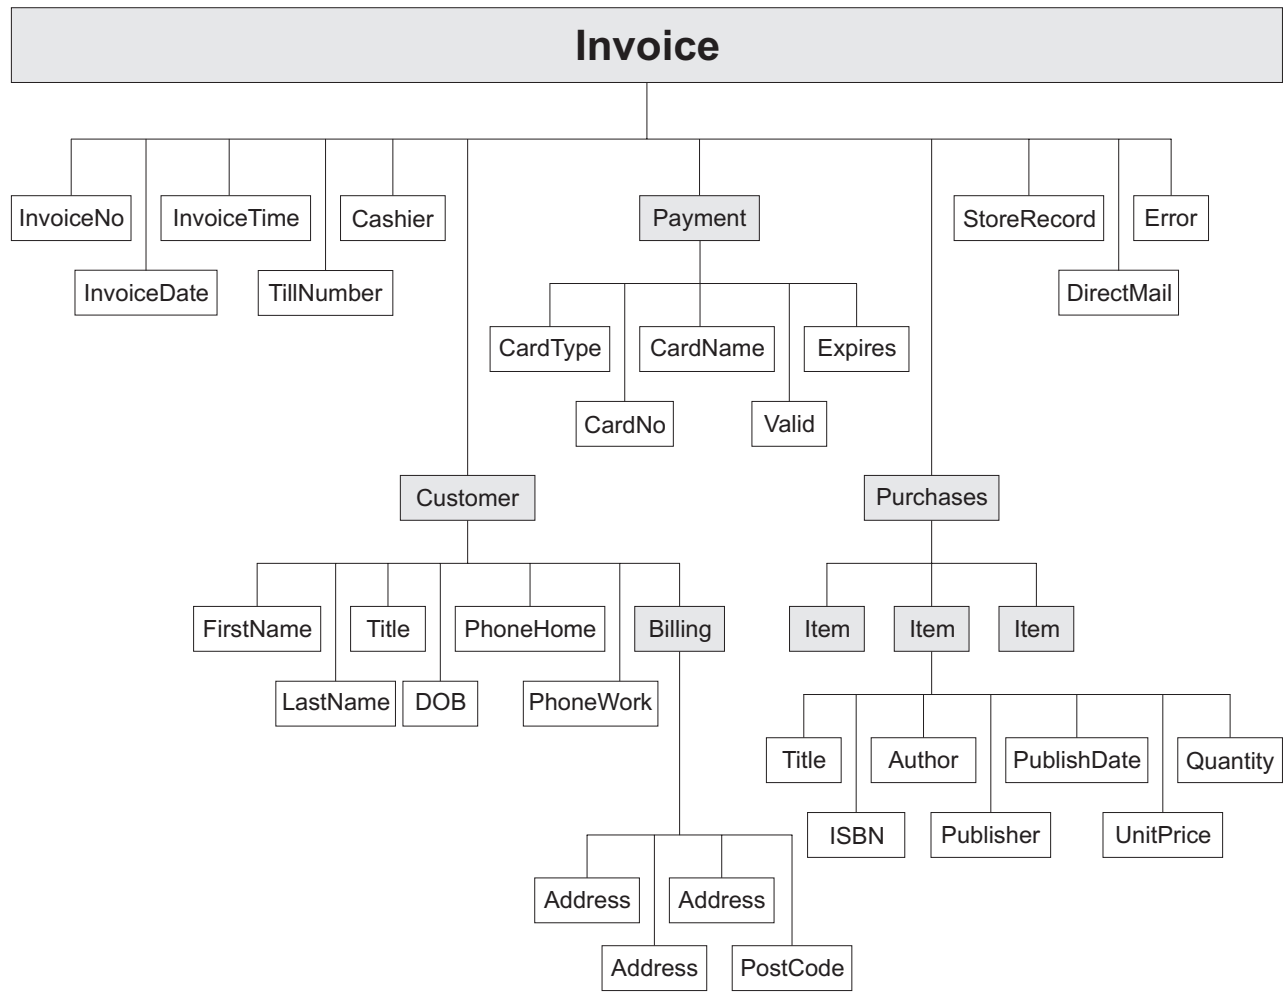 Invoice
InvoiceNo
InvoiceTime
Cashier
Payment
StoreRecord
Error
InvoiceDate
TillNumber
DirectMail
CardType
CardName
Expires
CardNo
Valid
Customer
Purchases
FirstName
Title
PhoneHome
Billing
Item
Item
Item
LastName
DOB
PhoneWork
Title
Author
PublishDate
Quantity
ISBN
Publisher
UnitPrice
Address
Address
Address
PostCode